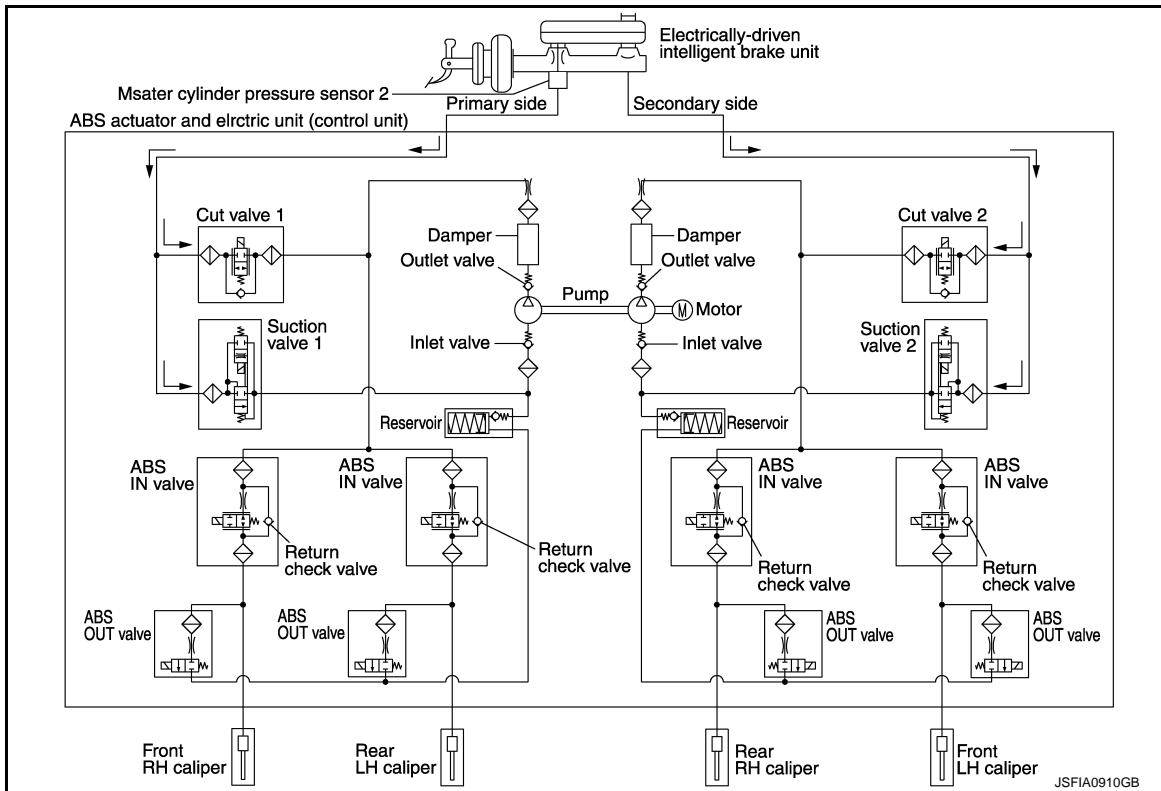 Electrically-driven
intelligent brake unit
Msater cylinder pressure sensor 2
Primary side
Secondary side
ABS actuator and elrctric unit (control unit)
Cut valve 1
Cut valve 2
Damper
Damper
Outlet valve
Outlet valve
Pump
M
Motor
Suction
valve 1
Inlet valve
Inlet valve
Suction
valve 2
Reservoir
Reservoir
ABS
IN valve
ABS
IN valve
ABS
IN valve
ABS
IN valve
Return
check valve
Return
check valve
Return
check valve
Return
check valve
ABS
OUT valve
ABS
OUT valve
ABS
OUT valve
ABS
OUT valve
Front
RH caliper
Rear
LH caliper
Rear
RH caliper
Front
LH caliper
JSFIA0910GB